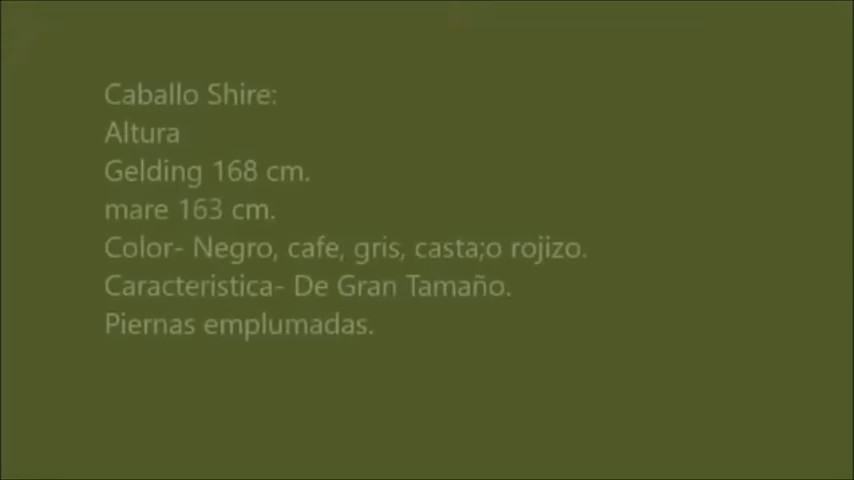 Caballo Shire:
Altura
Gelding 168 cm.
mare 163 cm.
Color- Negro, cafe, gris, casta;o rojizo.
Caracteristica- De Gran Tamaño.
Piernas emplumadas.